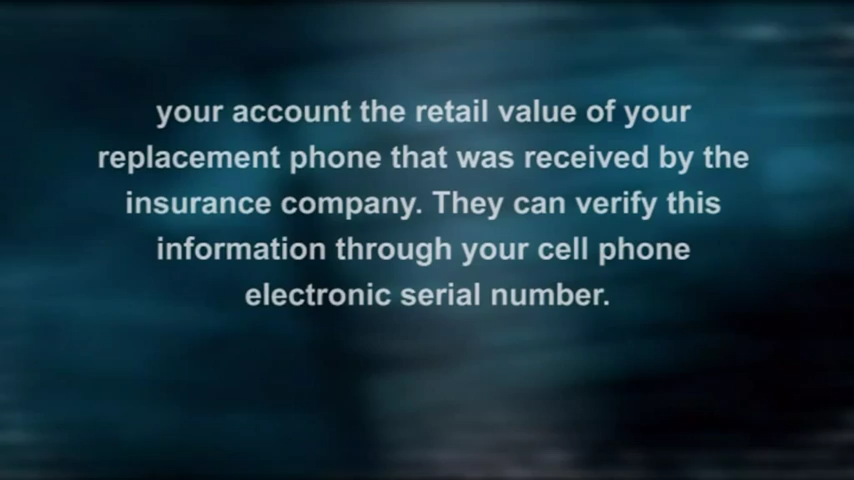 your account the retail value of your
replacement phone that was received by the
insurance company. They can verify this
information through your cell phone
electronic serial number.